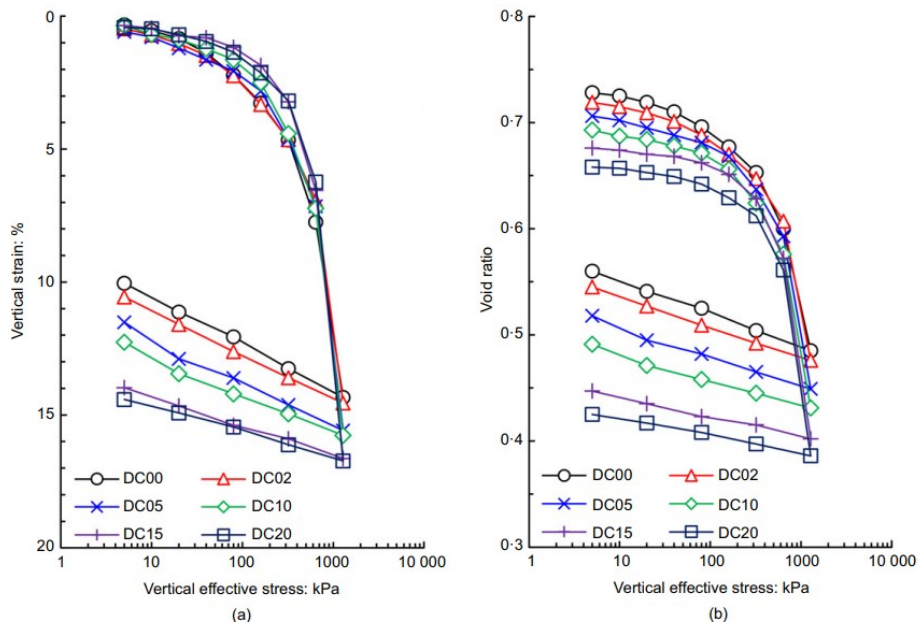 0
5
10
15
20
Vertical strain: %
DC00
DC02
DC05
DC10
DC15
DC20
1
10
100
1000
10 000
Vertical effective stress: kPa
(a)
0·8
0·7
0·6
0·5
0·4
0·3
Void ratio
DC00
DC02
DC05
DC10
DC15
DC20
1
10
100
1000
10 000
Vertical effective stress: kPa
(b)